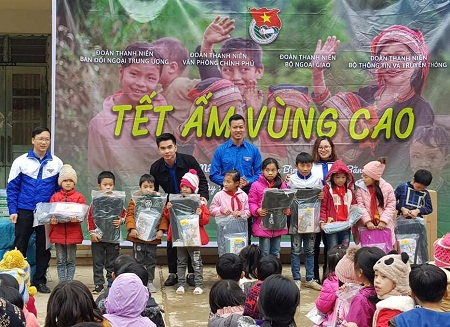 ĐOÀN THANH NIÊN
BAN ĐỐI NGOẠI TRUNG ƯƠNG
ĐOÀN THANH NIÊN
VĂN PHÒNG CHÍNH PHỦ
ĐOÀN THANH NIÊN
BỘ NGOẠI GIAO
ĐOÀN THANH NIÊN
BỘ THÔNG TIN VÀ TRUYỀN THÔNG
TẾT ẤM VÙNG CAO